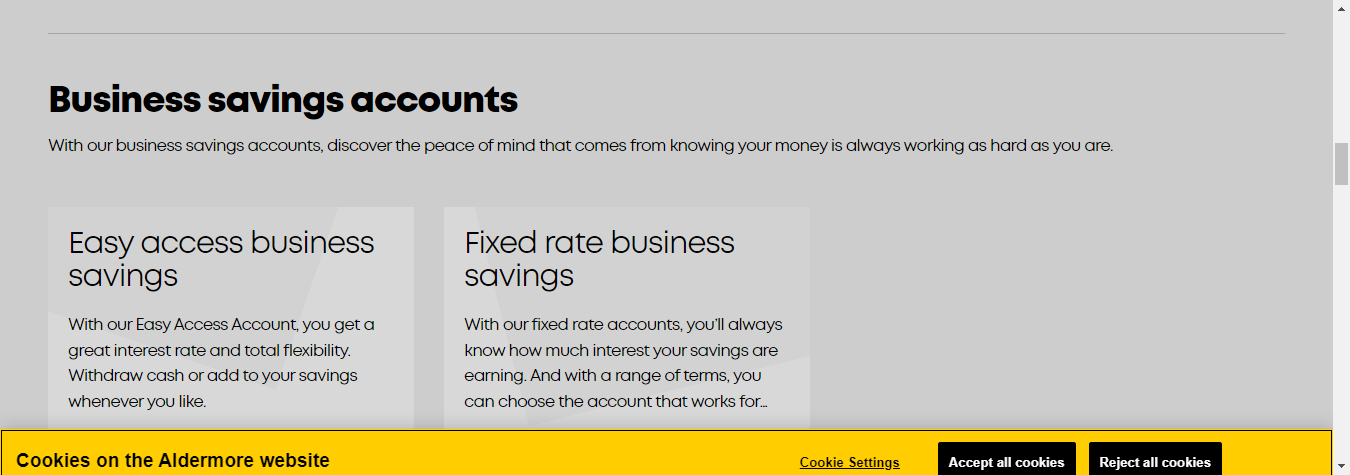 Business savings accounts
With our business savings accounts, discover the peace of mind that comes from knowing your money is always working as hard as you are.
Easy access business
savings
With our Easy Access Account, you get a
great interest rate and total flexibility.
Withdraw cash or add to your savings
whenever you like.
Fixed rate business
savings
With our fixed rate accounts, you'll always
know how much interest your savings are
earning. And with a range of terms, you
can choose the account that works for...
Cookies on the Aldermore website
Cookie Settings
Accept all cookies
Reject all cookies